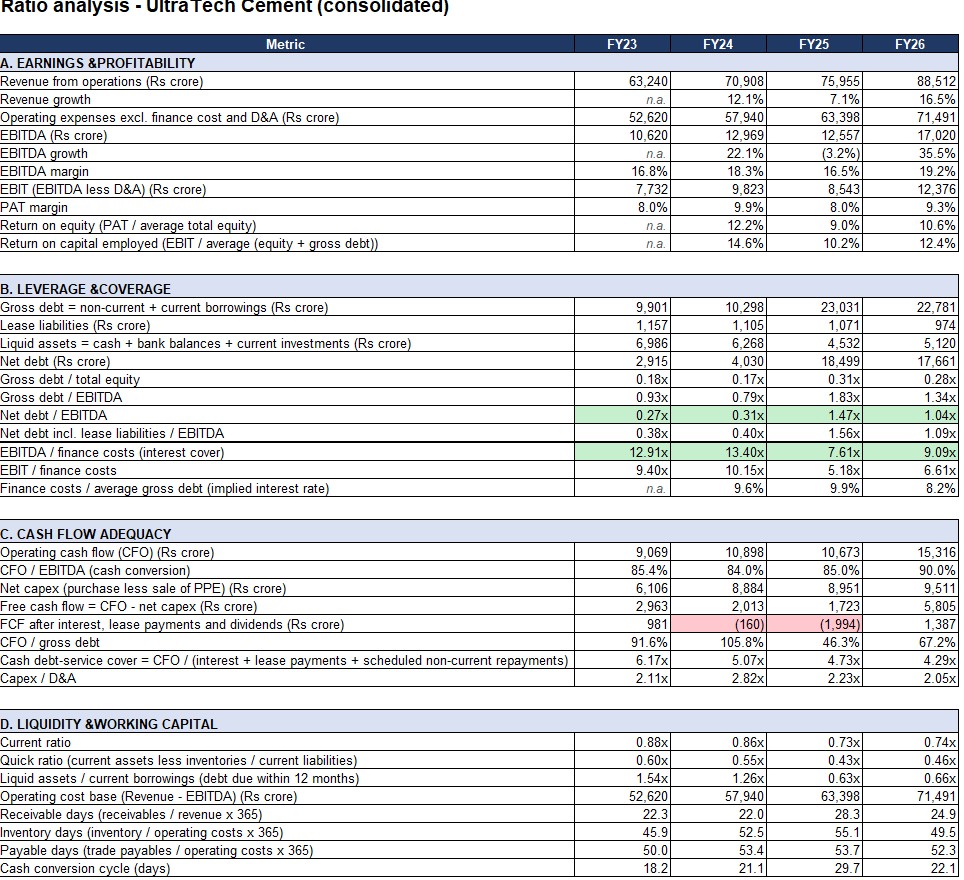 Ratio analysis - UltraTech Cement (consolidated)
Metric FY23 FY24 FY25 FY26
A. EARNINGS &PROFITABILITY
Revenue from operations (Rs crore) 63,240 70,908 75,955 88,512
Revenue growth n.a. 12.1% 7.1% 16.5%
Operating expenses excl. finance cost and D&A (Rs crore) 52,620 57,940 63,398 71,491
EBITDA (Rs crore) 10,620 12,969 12,557 17,020
EBITDA growth n.a. 22.1% (3.2%) 35.5%
EBITDA margin 16.8% 18.3% 16.5% 19.2%
EBIT (EBITDA less D&A) (Rs crore) 7,732 9,823 8,543 12,376
PAT margin 8.0% 9.9% 8.0% 9.3%
Return on equity (PAT / average total equity) n.a. 12.2% 9.0% 10.6%
Return on capital employed (EBIT / average (equity + gross debt)) n.a. 14.6% 10.2% 12.4%
B. LEVERAGE &COVERAGE
Gross debt = non-current + current borrowings (Rs crore) 9,901 10,298 23,031 22,781
Lease liabilities (Rs crore) 1,157 1,105 1,071 974
Liquid assets = cash + bank balances + current investments (Rs crore) 6,986 6,268 4,532 5,120
Net debt (Rs crore) 2,915 4,030 18,499 17,661
Gross debt / total equity 0.18x 0.17x 0.31x 0.28x
Gross debt / EBITDA 0.93x 0.79x 1.83x 1.34x
Net debt / EBITDA 0.27x 0.31x 1.47x 1.04x
Net debt incl. lease liabilities / EBITDA 0.38x 0.40x 1.56x 1.09x
EBITDA / finance costs (interest cover) 12.91x 13.40x 7.61x 9.09x
EBIT / finance costs 9.40x 10.15x 5.18x 6.61x
Finance costs / average gross debt (implied interest rate) n.a. 9.6% 9.9% 8.2%
C. CASH FLOW ADEQUACY
Operating cash flow (CFO) (Rs crore) 9,069 10,898 10,673 15,316
CFO / EBITDA (cash conversion) 85.4% 84.0% 85.0% 90.0%
Net capex (purchase less sale of PPE) (Rs crore) 6,106 8,884 8,951 9,511
Free cash flow = CFO - net capex (Rs crore) 2,963 2,013 1,723 5,805
FCF after interest, lease payments and dividends (Rs crore) 981 (160) (1,994) 1,387
CFO / gross debt 91.6% 105.8% 46.3% 67.2%
Cash debt-service cover = CFO / (interest + lease payments + scheduled non-current repayments) 6.17x 5.07x 4.73x 4.29x
Capex / D&A 2.11x 2.82x 2.23x 2.05x
D. LIQUIDITY &WORKING CAPITAL
Current ratio 0.88x 0.86x 0.73x 0.74x
Quick ratio (current assets less inventories / current liabilities) 0.60x 0.55x 0.43x 0.46x
Liquid assets / current borrowings (debt due within 12 months) 1.54x 1.26x 0.63x 0.66x
Operating cost base (Revenue - EBITDA) (Rs crore) 52,620 57,940 63,398 71,491
Receivable days (receivables / revenue x 365) 22.3 22.0 28.3 24.9
Inventory days (inventory / operating costs x 365) 45.9 52.5 55.1 49.5
Payable days (trade payables / operating costs x 365) 50.0 53.4 53.7 52.3
Cash conversion cycle (days) 18.2 21.1 29.7 22.1